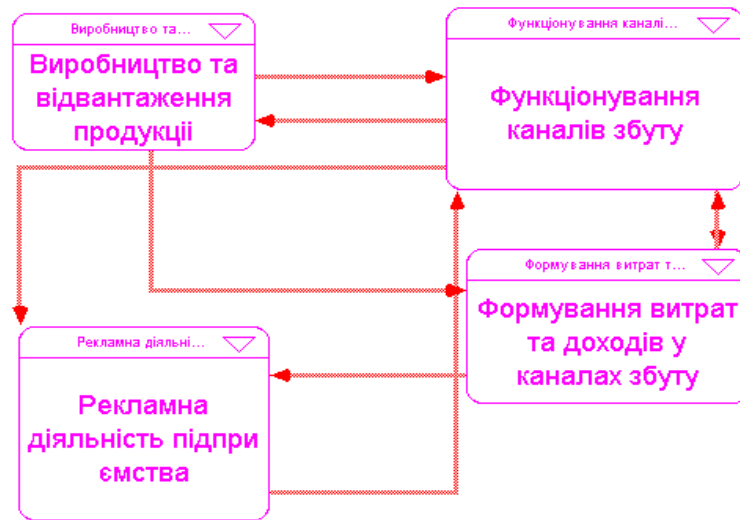 Виробництво та...
Виробництво та
відвантаження
продукціі
Функціонування каналі...
Функціонування
каналів збуту
Формування витрат т...
Формування витрат
та доходів у
каналах збуту
Рекламна діяльні...
Рекламна
діяльність підпри
ємства